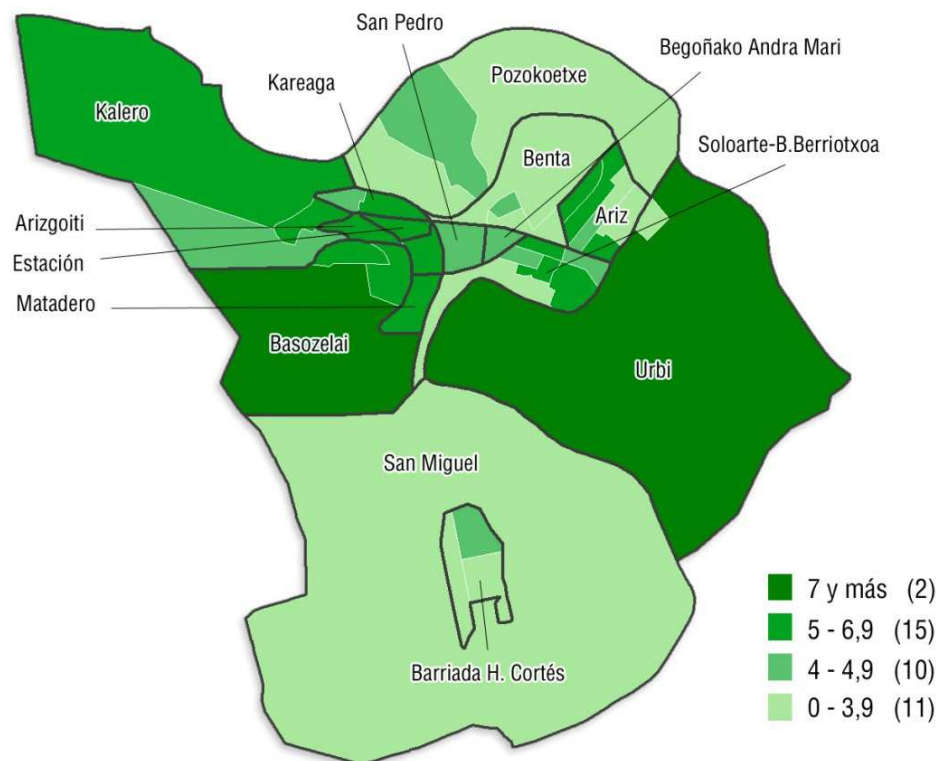 San Pedro
Begoñako Andra Mari
Kareaga
Pozokoetxe
Kalero
Soloarte-B.Berriotxoa
Benta
Ariz
Arizgoiti
Estación
Matadero
Basozelai
Urbi
San Miguel
Barriada H. Cortés
7 y más (2)
5 - 6,9 (15)
4 - 4,9 (10)
0 - 3,9 (11)